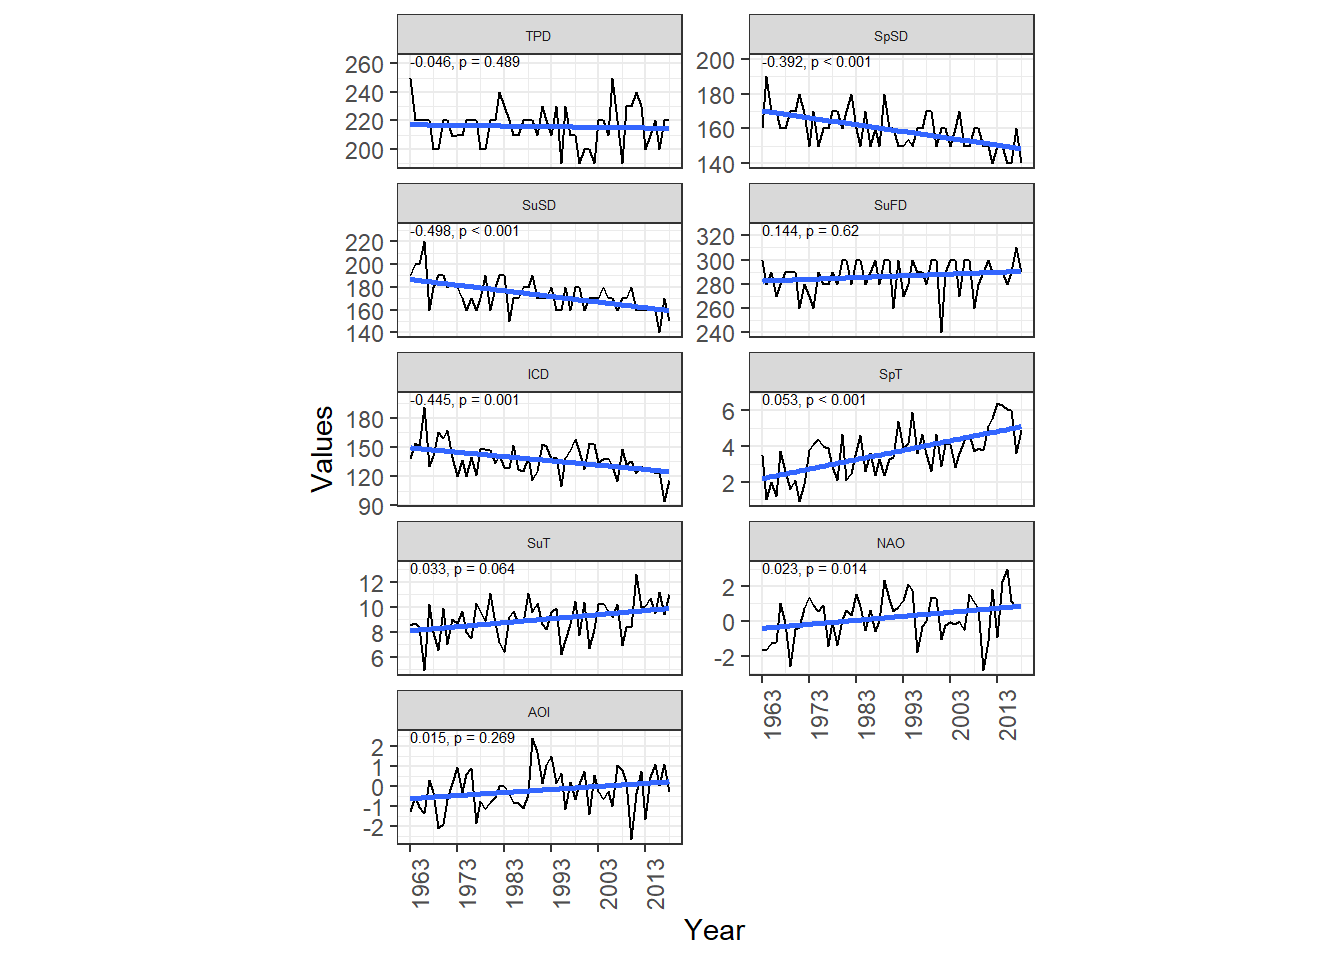 TPD
-0.046, p = 0.489
260
240
220
200
SpSD
-0.392, p < 0.001
200
180
160
140
SuSD
-0.498, p < 0.001
220
200
180
160
140
SuFD
0.144, p = 0.62
320
300
280
260
240
ICD
-0.445, p = 0.001
180
150
120
90
SpT
0.053, p < 0.001
6
4
2
SuT
0.033, p = 0.064
12
10
8
6
NAO
0.023, p = 0.014
2
0
-2
1963
1973
1983
1993
2003
2013
AOI
0.015, p = 0.269
2
1
0
-1
-2
1963
1973
1983
1993
2003
2013
Values
Year